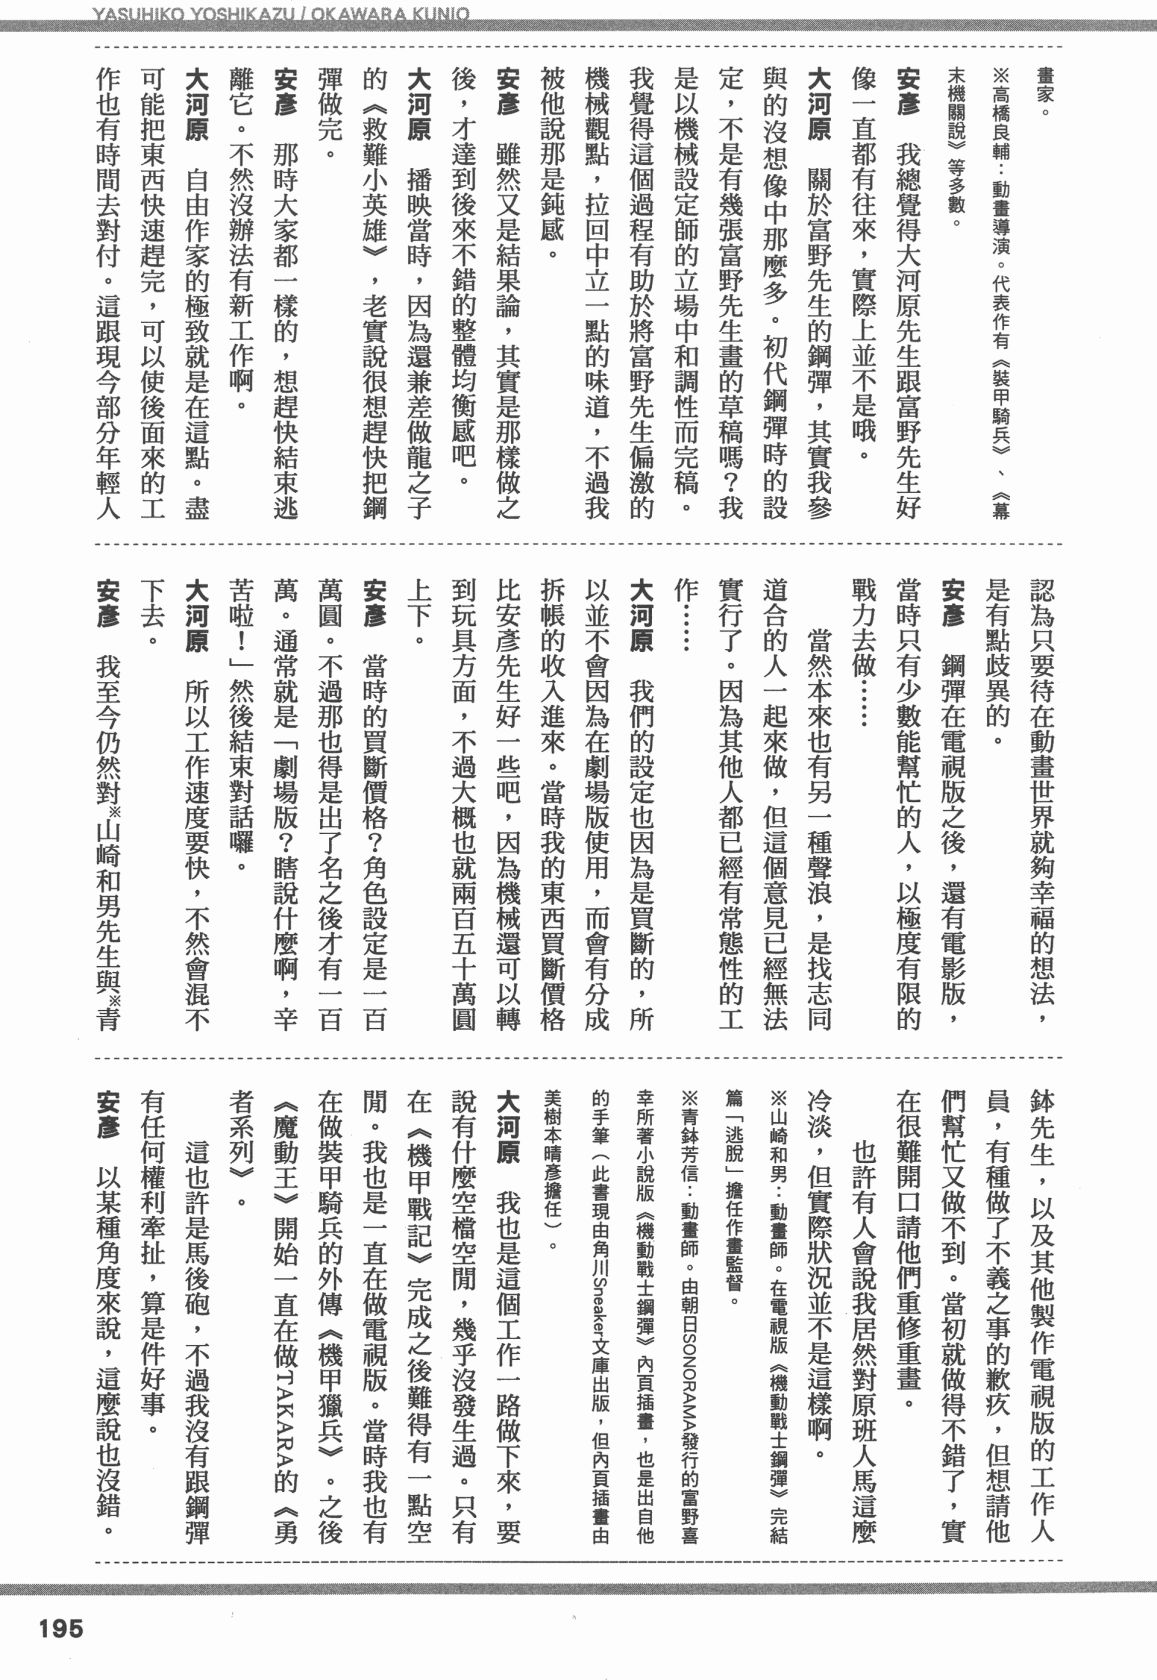 YASUHIKO YOSHIKAZU / OKAWARA KUNIO
畫家。
※高橋良輔：動畫導演。代表作有《裝甲騎兵》、《幕
末機關說》等多數。
安彥　我總覺得大河原先生跟富野先生好
像一直都有往來，實際上並不是哦。
大河原　關於富野先生的鋼彈，其實我參
與的沒想像中那麼多。初代鋼彈時的設
定，不是有幾張富野先生畫的草稿嗎？我
是以機械設定師的立場中和調性而完稿。
我覺得這個過程有助於將富野先生偏激的
機械觀點，拉回中立一點的味道，不過我
被他說那是鈍感。
安彥　雖然又是結果論，其實是那樣做之
後，才達到後來不錯的整體均衡感吧。
大河原　播映當時，因為還兼差做龍之子
的《救難小英雄》，老實說很想趕快把鋼
彈做完。
安彥　那時大家都一樣的，想趕快結束逃
離它。不然沒辦法有新工作啊。
大河原　自由作家的極致就是在這點。盡
可能把東西快速趕完，可以使後面來的工
作也有時間去對付。這跟現今部分年輕人
認為只要待在動畫世界就夠幸福的想法，
是有點歧異的。
安彥　鋼彈在電視版之後，還有電影版，
當時只有少數能幫忙的人，以極度有限的
戰力去做……
　當然本來也有另一種聲浪，是找志同
道合的人一起來做，但這個意見已經無法
實行了。因為其他人都已經有常態性的工
作……
大河原　我們的設定也因為是買斷的，所
以並不會因為在劇場版使用，而會有分成
拆帳的收入進來。當時我的東西買斷價格
比安彥先生好一些吧，因為機械還可以轉
到玩具方面，不過大概也就兩百五十萬圓
上下。
安彥　當時的買斷價格？角色設定是一百
萬圓。不過那也得是出了名之後才有一百
萬。通常就是「劇場版？瞎說什麼啊，辛
苦啦！」然後結束對話囉。
大河原　所以工作速度要快，不然會混不
下去。
安彥　我至今仍然對※山崎和男先生與※青
鉢先生，以及其他製作電視版的工作人
員，有種做了不義之事的歉疚，但想請他
們幫忙又做不到。當初就做得不錯了，實
在很難開口請他們重修重畫。
　也許有人會說我居然對原班人馬這麼
冷淡，但實際狀況並不是這樣啊。
※山崎和男：動畫師。在電視版《機動戰士鋼彈》完結
篇「逃脫」擔任作畫監督。
※青鉢芳信：動畫師。由朝日SONORAMA發行的富野喜
幸所著小說版《機動戰士鋼彈》內頁插畫，也是出自他
的手筆（此書現由角川Sneaker文庫出版，但內頁插畫由
美樹本晴彥擔任）。
大河原　我也是這個工作一路做下來，要
說有什麼空檔空閒，幾乎沒發生過。只有
在《機甲戰記》完成之後難得有一點空
閒。我也是一直在做電視版。當時我也有
在做裝甲騎兵的外傳《機甲獵兵》。之後
《魔動王》開始一直在做TAKARA的《勇
者系列》。
　這也許是馬後砲，不過我沒有跟鋼彈
有任何權利牽扯，算是件好事。
安彥　以某種角度來說，這麼說也沒錯。
195